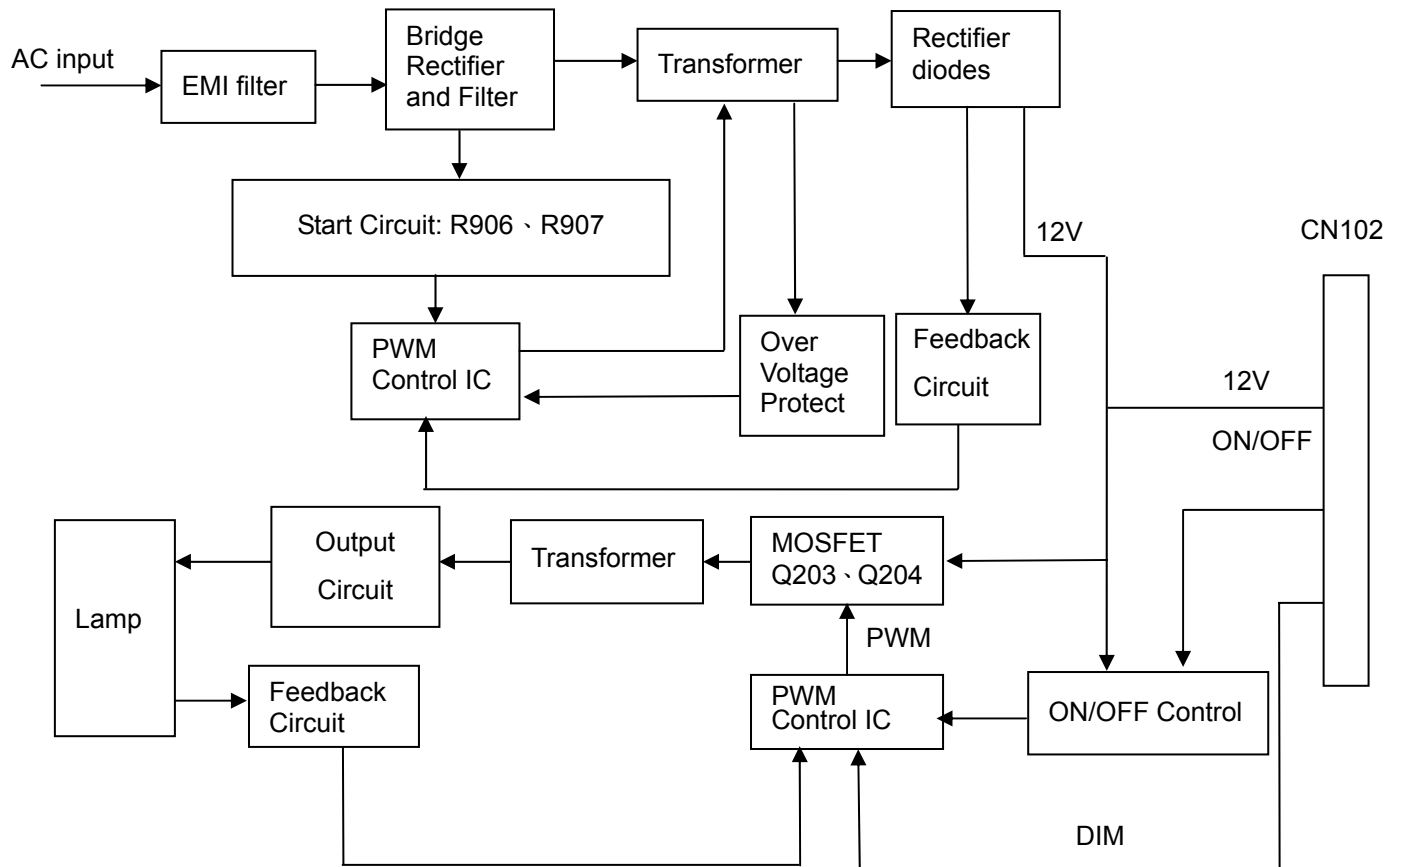 AC input
EMI filter
Bridge
Rectifier
and Filter
Transformer
Rectifier
diodes
Start Circuit: R906、R907
12V
CN102
PWM
Control IC
Over
Voltage
Protect
Feedback
Circuit
12V
ON/OFF
Lamp
Output
Circuit
Transformer
MOSFET
Q203、Q204
PWM
Feedback
Circuit
PWM
Control IC
ON/OFF Control
DIM